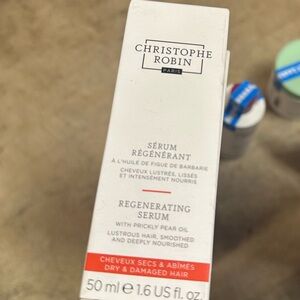 CHRISTOPHE
ROBIN
PARIS
SÉRUM
RÉGÉNÉRANT
À L'HUILE DE FIGUE DE BARBARIE
CHEVEUX LUSTRÉS, LISSÉS
ET INTENSÉMENT NOURRIS
REGENERATING
SERUM
WITH PRICKLY PEAR OIL
LUSTROUS HAIR, SMOOTHED
AND DEEPLY NOURISHED
CHEVEUX SECS & ABÎMÉS
DRY & DAMAGED HAIR
50 ml e 1.6 US fl. oz.